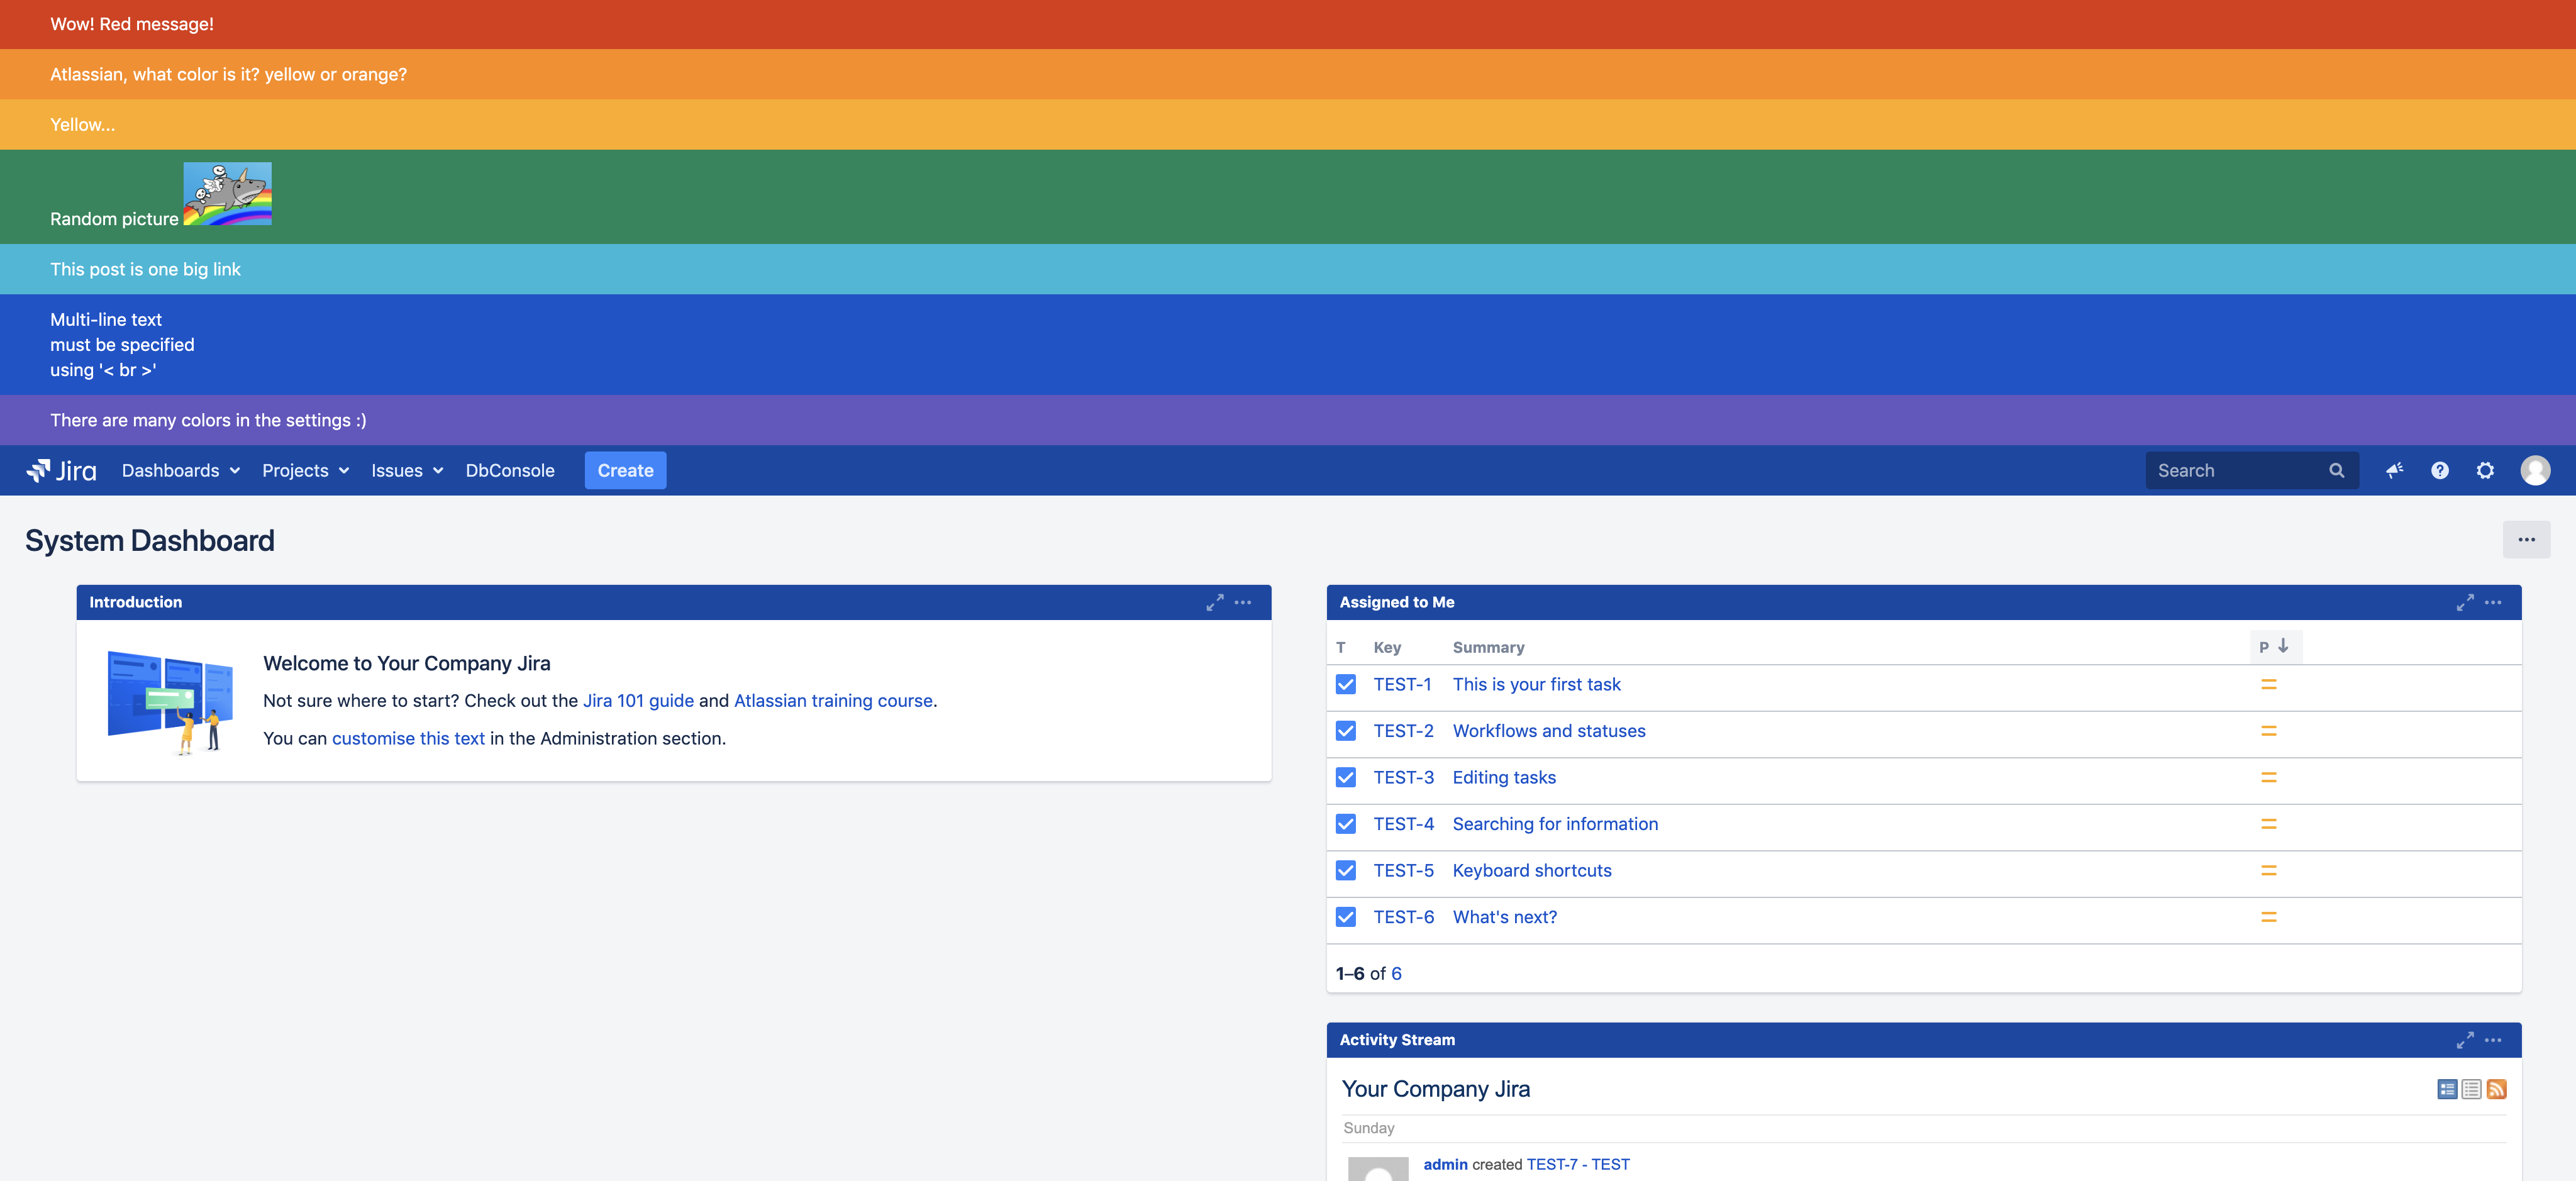 Wow! Red message!
Atlassian, what color is it? yellow or orange?
Yellow...
Random picture
This post is one big link
Multi-line text
must be specified
using '< br >'
There are many colors in the settings :)
Jira Dashboards Projects Issues DbConsole Create Search
System Dashboard
Introduction
Welcome to Your Company Jira
Not sure where to start? Check out the Jira 101 guide and Atlassian training course.
You can customise this text in the Administration section.
Assigned to Me
T Key Summary P
TEST-1 This is your first task
TEST-2 Workflows and statuses
TEST-3 Editing tasks
TEST-4 Searching for information
TEST-5 Keyboard shortcuts
TEST-6 What's next?
1–6 of 6
Activity Stream
Your Company Jira
Sunday
admin created TEST-7 - TEST